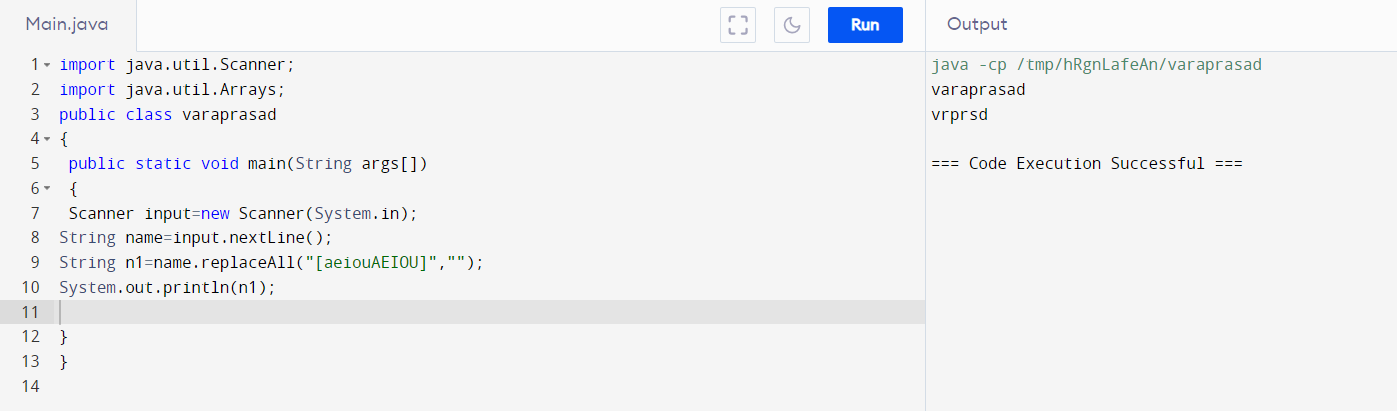 Main.java
Run
Output
1 import java.util.Scanner;
2 import java.util.Arrays;
3 public class varaprasad
4 {
5  public static void main(String args[])
6  {
7  Scanner input=new Scanner(System.in);
8 String name=input.nextLine();
9 String n1=name.replaceAll("[aeiouAEIOU]","");
10 System.out.println(n1);
11
12 }
13 }
14
java -cp /tmp/hRgnLafeAn/varaprasad
varaprasad
vrprsd
=== Code Execution Successful ===